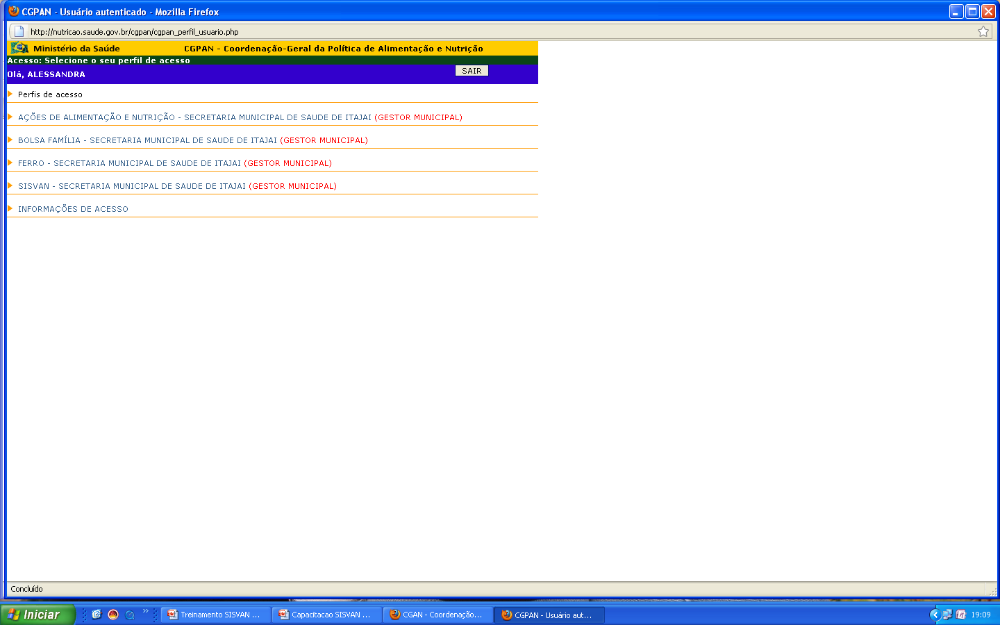 CGPAN - Usuário autenticado - Mozilla Firefox
http://nutricao.saude.gov.br/cgpan/cgpan_perfil_usuario.php
Ministério da Saúde CGPAN - Coordenação-Geral da Política de Alimentação e Nutrição
Acesso: Selecione o seu perfil de acesso
Olá, ALESSANDRA SAIR
Perfis de acesso
AÇÕES DE ALIMENTAÇÃO E NUTRIÇÃO - SECRETARIA MUNICIPAL DE SAUDE DE ITAJAI (GESTOR MUNICIPAL)
BOLSA FAMÍLIA - SECRETARIA MUNICIPAL DE SAUDE DE ITAJAI (GESTOR MUNICIPAL)
FERRO - SECRETARIA MUNICIPAL DE SAUDE DE ITAJAI (GESTOR MUNICIPAL)
SISVAN - SECRETARIA MUNICIPAL DE SAUDE DE ITAJAI (GESTOR MUNICIPAL)
INFORMAÇÕES DE ACESSO
Concluído
Iniciar Treinamento SISVAN ... Capacitacao SISVAN ... CGAN - Coordenação... CGPAN - Usuário aut... 19:09